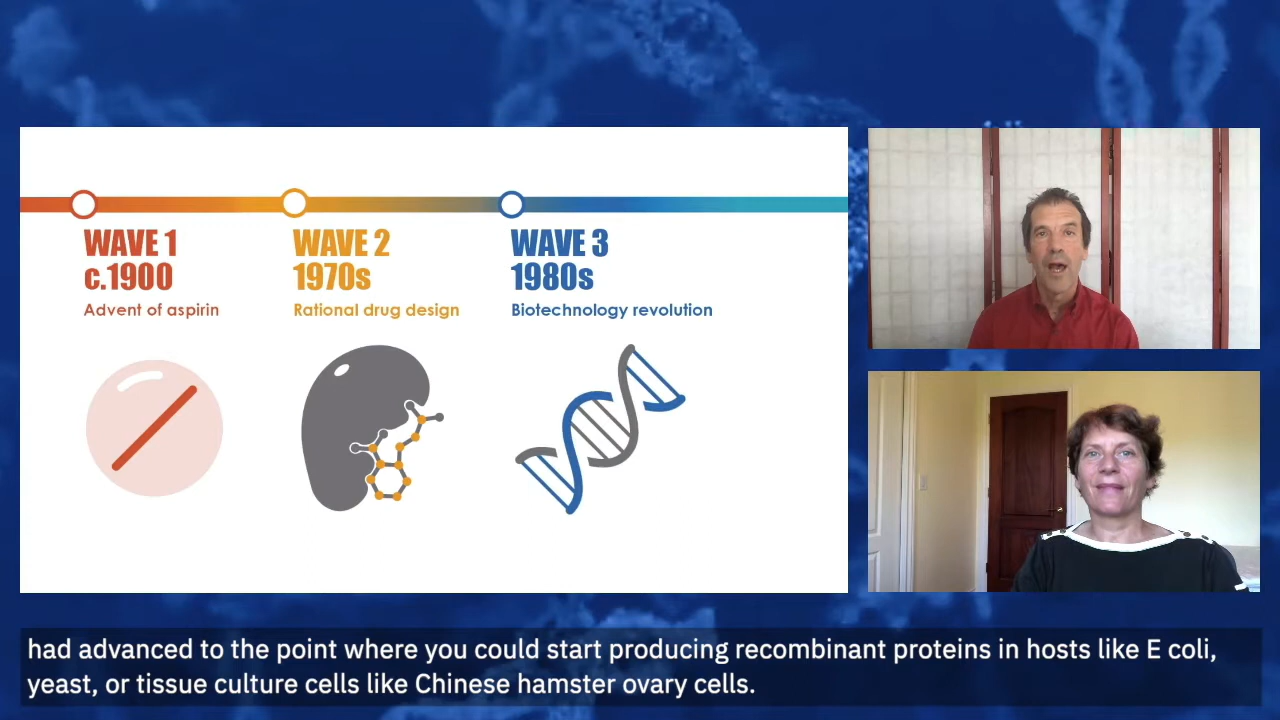 WAVE 1
c.1900
Advent of aspirin
WAVE 2
1970s
Rational drug design
WAVE 3
1980s
Biotechnology revolution
had advanced to the point where you could start producing recombinant proteins in hosts like E coli,
yeast, or tissue culture cells like Chinese hamster ovary cells.